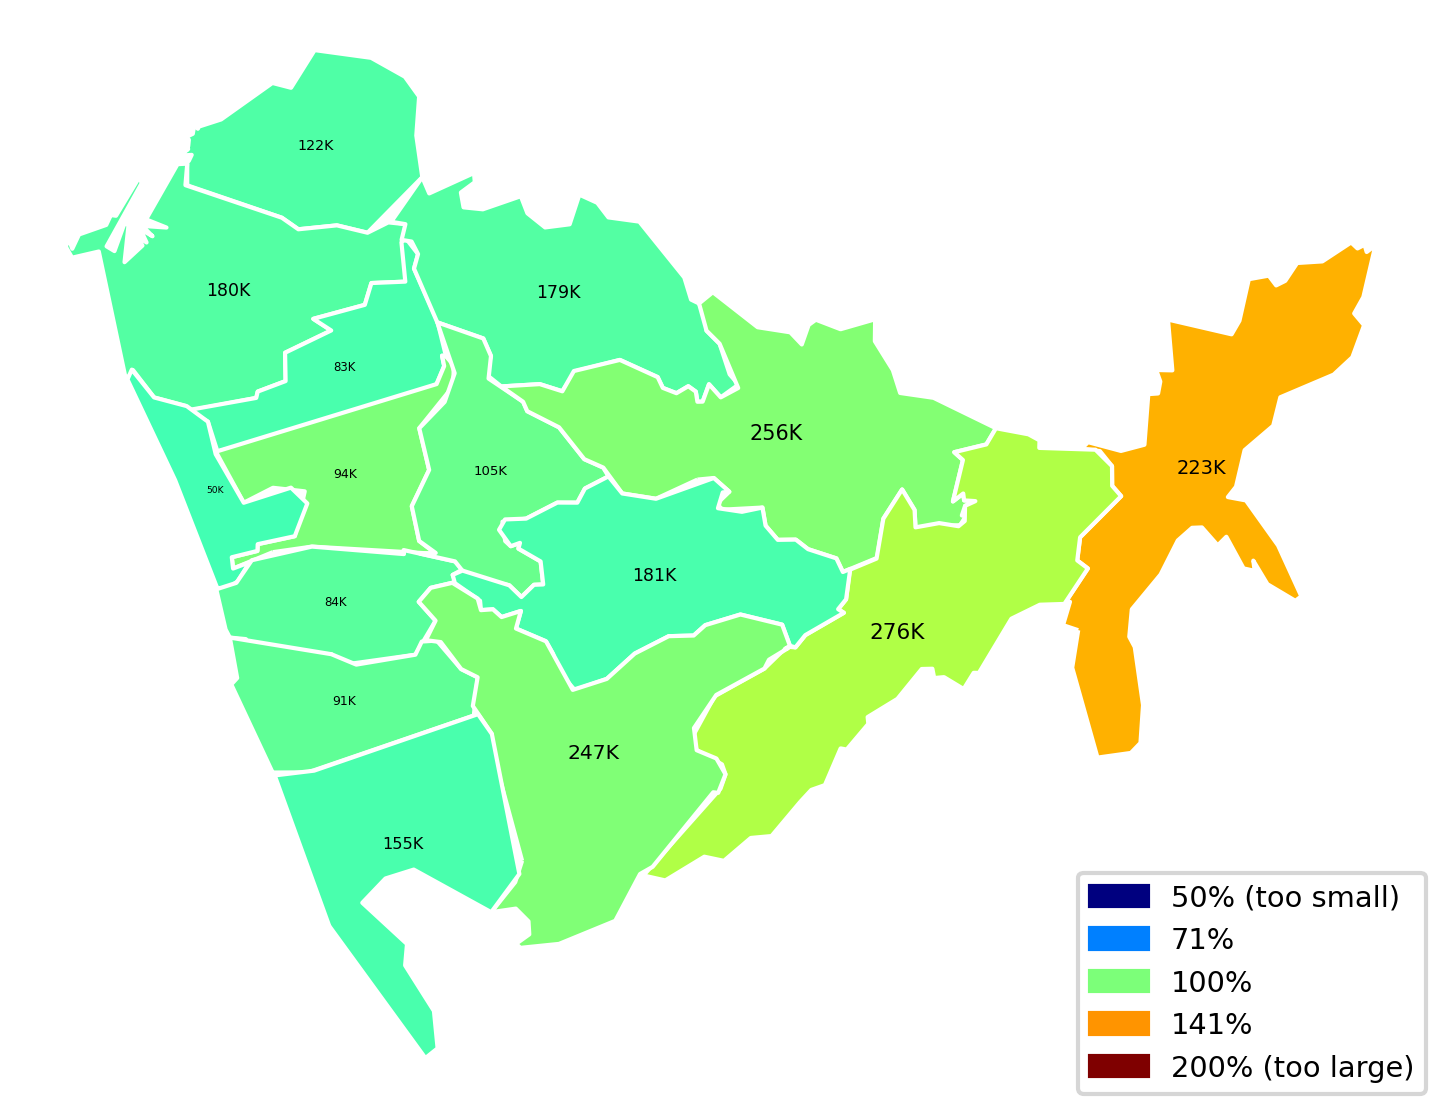 122K
180K
179K
83K
256K
223K
105K
94K
50K
181K
84K
276K
91K
247K
155K
50% (too small)
71%
100%
141%
200% (too large)